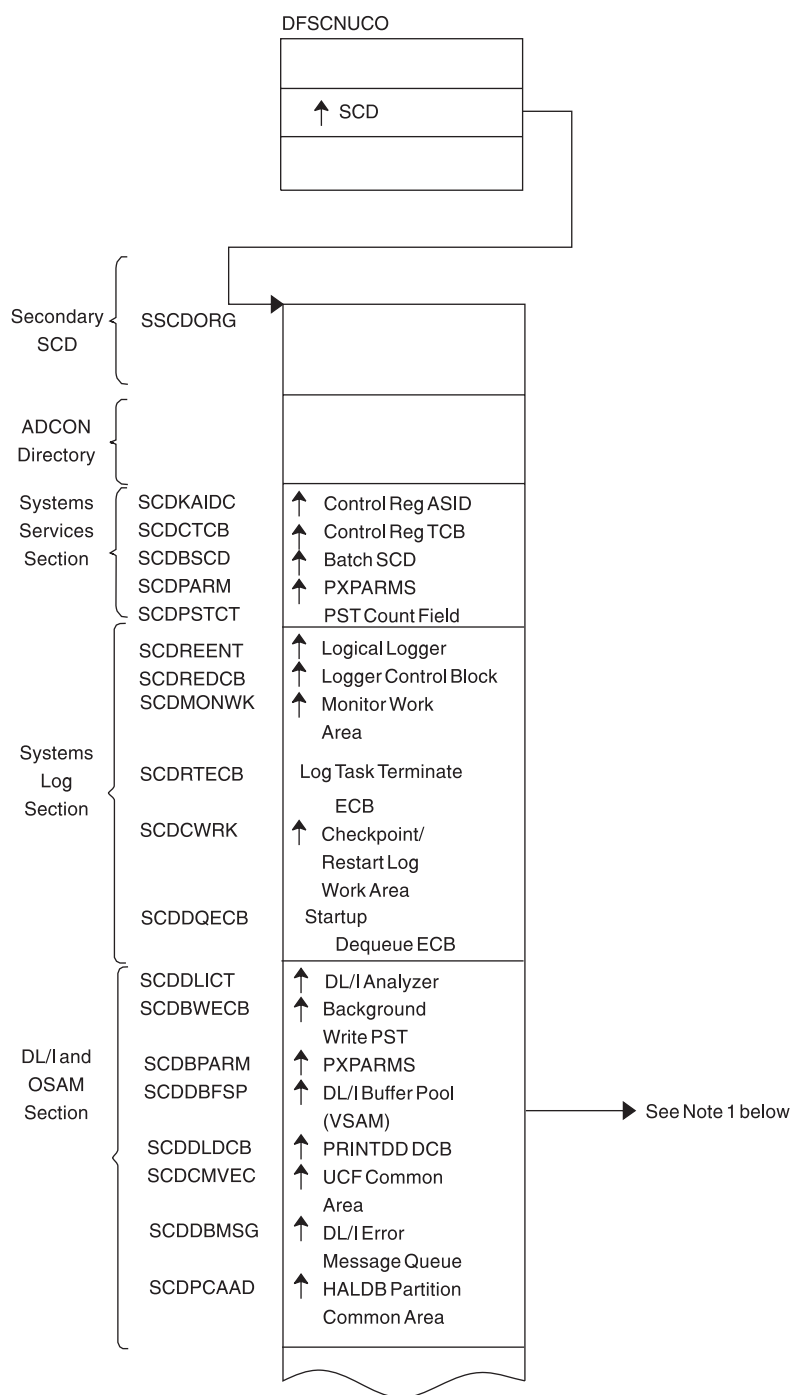 DFSCNUCO
SCD
Secondary
SCD
SSCDORG
ADCON
Directory
Systems
Services
Section
SCDKAIDC Control Reg ASID
SCDCTCB Control Reg TCB
SCDBSCD Batch SCD
SCDPARM PXPARMS
SCDPSTCT PST Count Field
Systems
Log
Section
SCDREENT Logical Logger
SCDREDCB Logger Control Block
SCDMONWK Monitor Work
Area
SCDRTECB Log Task Terminate
ECB
SCDCWRK Checkpoint/
Restart Log
Work Area
SCDDQECB Startup
Dequeue ECB
DL/I and
OSAM
Section
SCDDLICT DL/I Analyzer
SCDBWECB Background
Write PST
SCDBPARM PXPARMS
SCDDBFSP DL/I Buffer Pool
(VSAM)
See Note 1 below
SCDDLDCB PRINTDD DCB
SCDCMVEC UCF Common
Area
SCDDBMSG DL/I Error
Message Queue
SCDPCAAD HALDB Partition
Common Area